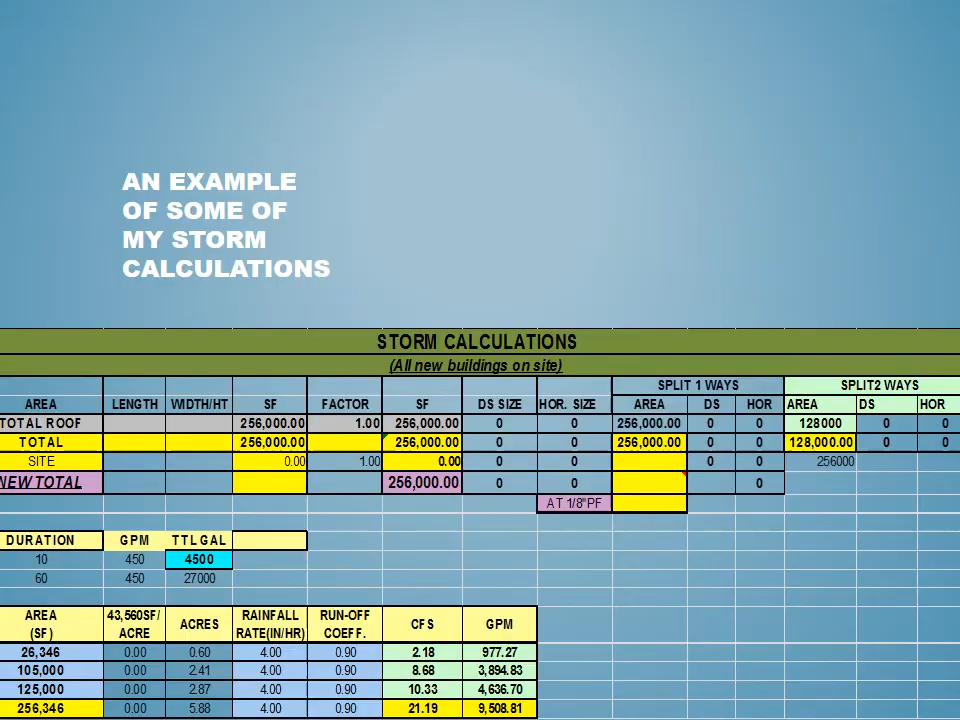 AN EXAMPLE
OF SOME OF
MY STORM
CALCULATIONS
STORM CALCULATIONS
(All new buildings on site)
SPLIT 1 WAYS SPLIT2 WAYS
AREA LENGTH WIDTH/HT SF FACTOR SF DS SIZE HOR. SIZE AREA DS HOR AREA DS HOR
TOTAL ROOF 256,000.00 1.00 256,000.00 0 0 256,000.00 0 0 128000 0 0
TOTAL 256,000.00 256,000.00 0 0 256,000.00 0 0 128,000.00 0 0
SITE 0.00 1.00 0.00 0 0 0 0 256000
NEW TOTAL 256,000.00 0 0 0
AT 1/8"PF
DURATION GPM TTL GAL
10 450 4500
60 450 27000
AREA 43,560SF/ ACRES RAINFALL RUN-OFF CFS GPM
(SF) ACRE RATE(IN/HR) COEFF.
26,346 0.00 0.60 4.00 0.90 2.18 977.27
105,000 0.00 2.41 4.00 0.90 8.68 3,894.83
125,000 0.00 2.87 4.00 0.90 10.33 4,636.70
256,346 0.00 5.88 4.00 0.90 21.19 9,508.81